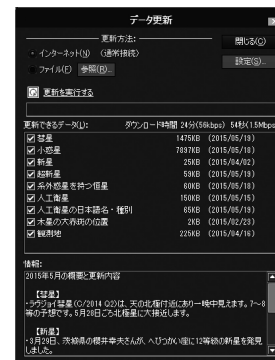 データ更新
更新方法:
インターネット(N) (通常接続)
ファイル(F) 参照(B)...
閉じる(C)
設定(S)...
更新を実行する
更新できるデータ(L): ダウンロード時間 24分(56kbps) 54秒(1.5Mbps
彗星 1475KB (2015/05/19)
小惑星 7897KB (2015/05/18)
新星 25KB (2015/04/02)
超新星 59KB (2015/05/19)
系外惑星を持つ恒星 60KB (2015/05/18)
人工衛星 150KB (2015/05/15)
人工衛星の日本語名・種別 65KB (2015/05/19)
木星の大赤斑の位置 2KB (2015/02/23)
観測地 225KB (2015/04/16)
情報:
2015年5月の概要と更新内容
【彗星】
・ラヴジョイ彗星(C/2014 Q2)は、天の北極付近にあり一晩中見えます。7～8
等の予想です。5月28日ごろ北極星に大接近します。
【新星】
・3月29日、茨城県の櫻井幸夫さんが、へびつかい座に12等級の新星を発見
しました。